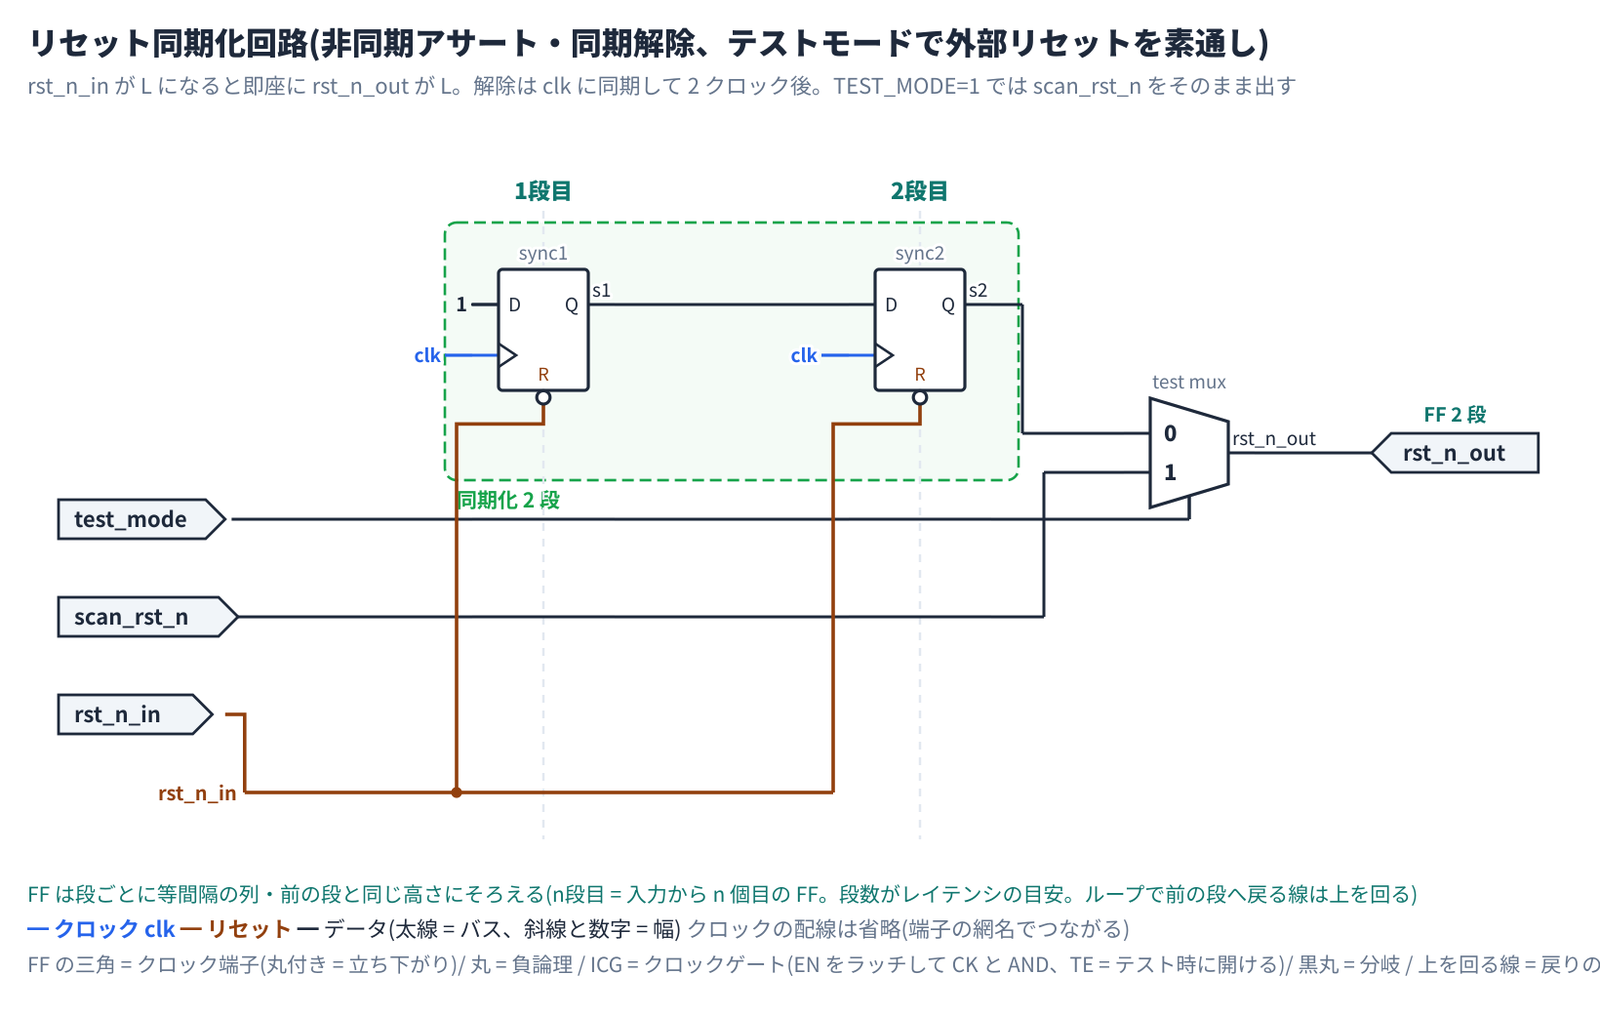 リセット同期化回路(非同期アサート・同期解除、テストモードで外部リセットを素通し)
rst_n_in が L になると即座に rst_n_out が L。解除は clk に同期して 2 クロック後。TEST_MODE=1 では scan_rst_n をそのまま出す
1段目
2段目
sync1
sync2
1
D
Q
s1
D
Q
s2
clk
clk
R
R
test mux
0
1
rst_n_out
FF 2 段
rst_n_out
同期化 2 段
test_mode
scan_rst_n
rst_n_in
rst_n_in
FF は段ごとに等間隔の列・前の段と同じ高さにそろえる(n段目 = 入力から n 個目の FF。段数がレイテンシの目安。ループで前の段へ戻る線は上を回る)
クロック clk リセット データ(太線 = バス、斜線と数字 = 幅) クロックの配線は省略(端子の網名でつながる)
FF の三角 = クロック端子(丸付き = 立ち下がり)/ 丸 = 負論理 / ICG = クロックゲート(EN をラッチして CK と AND、TE = テスト時に開ける)/ 黒丸 = 分岐 / 上を回る線 = 戻りの